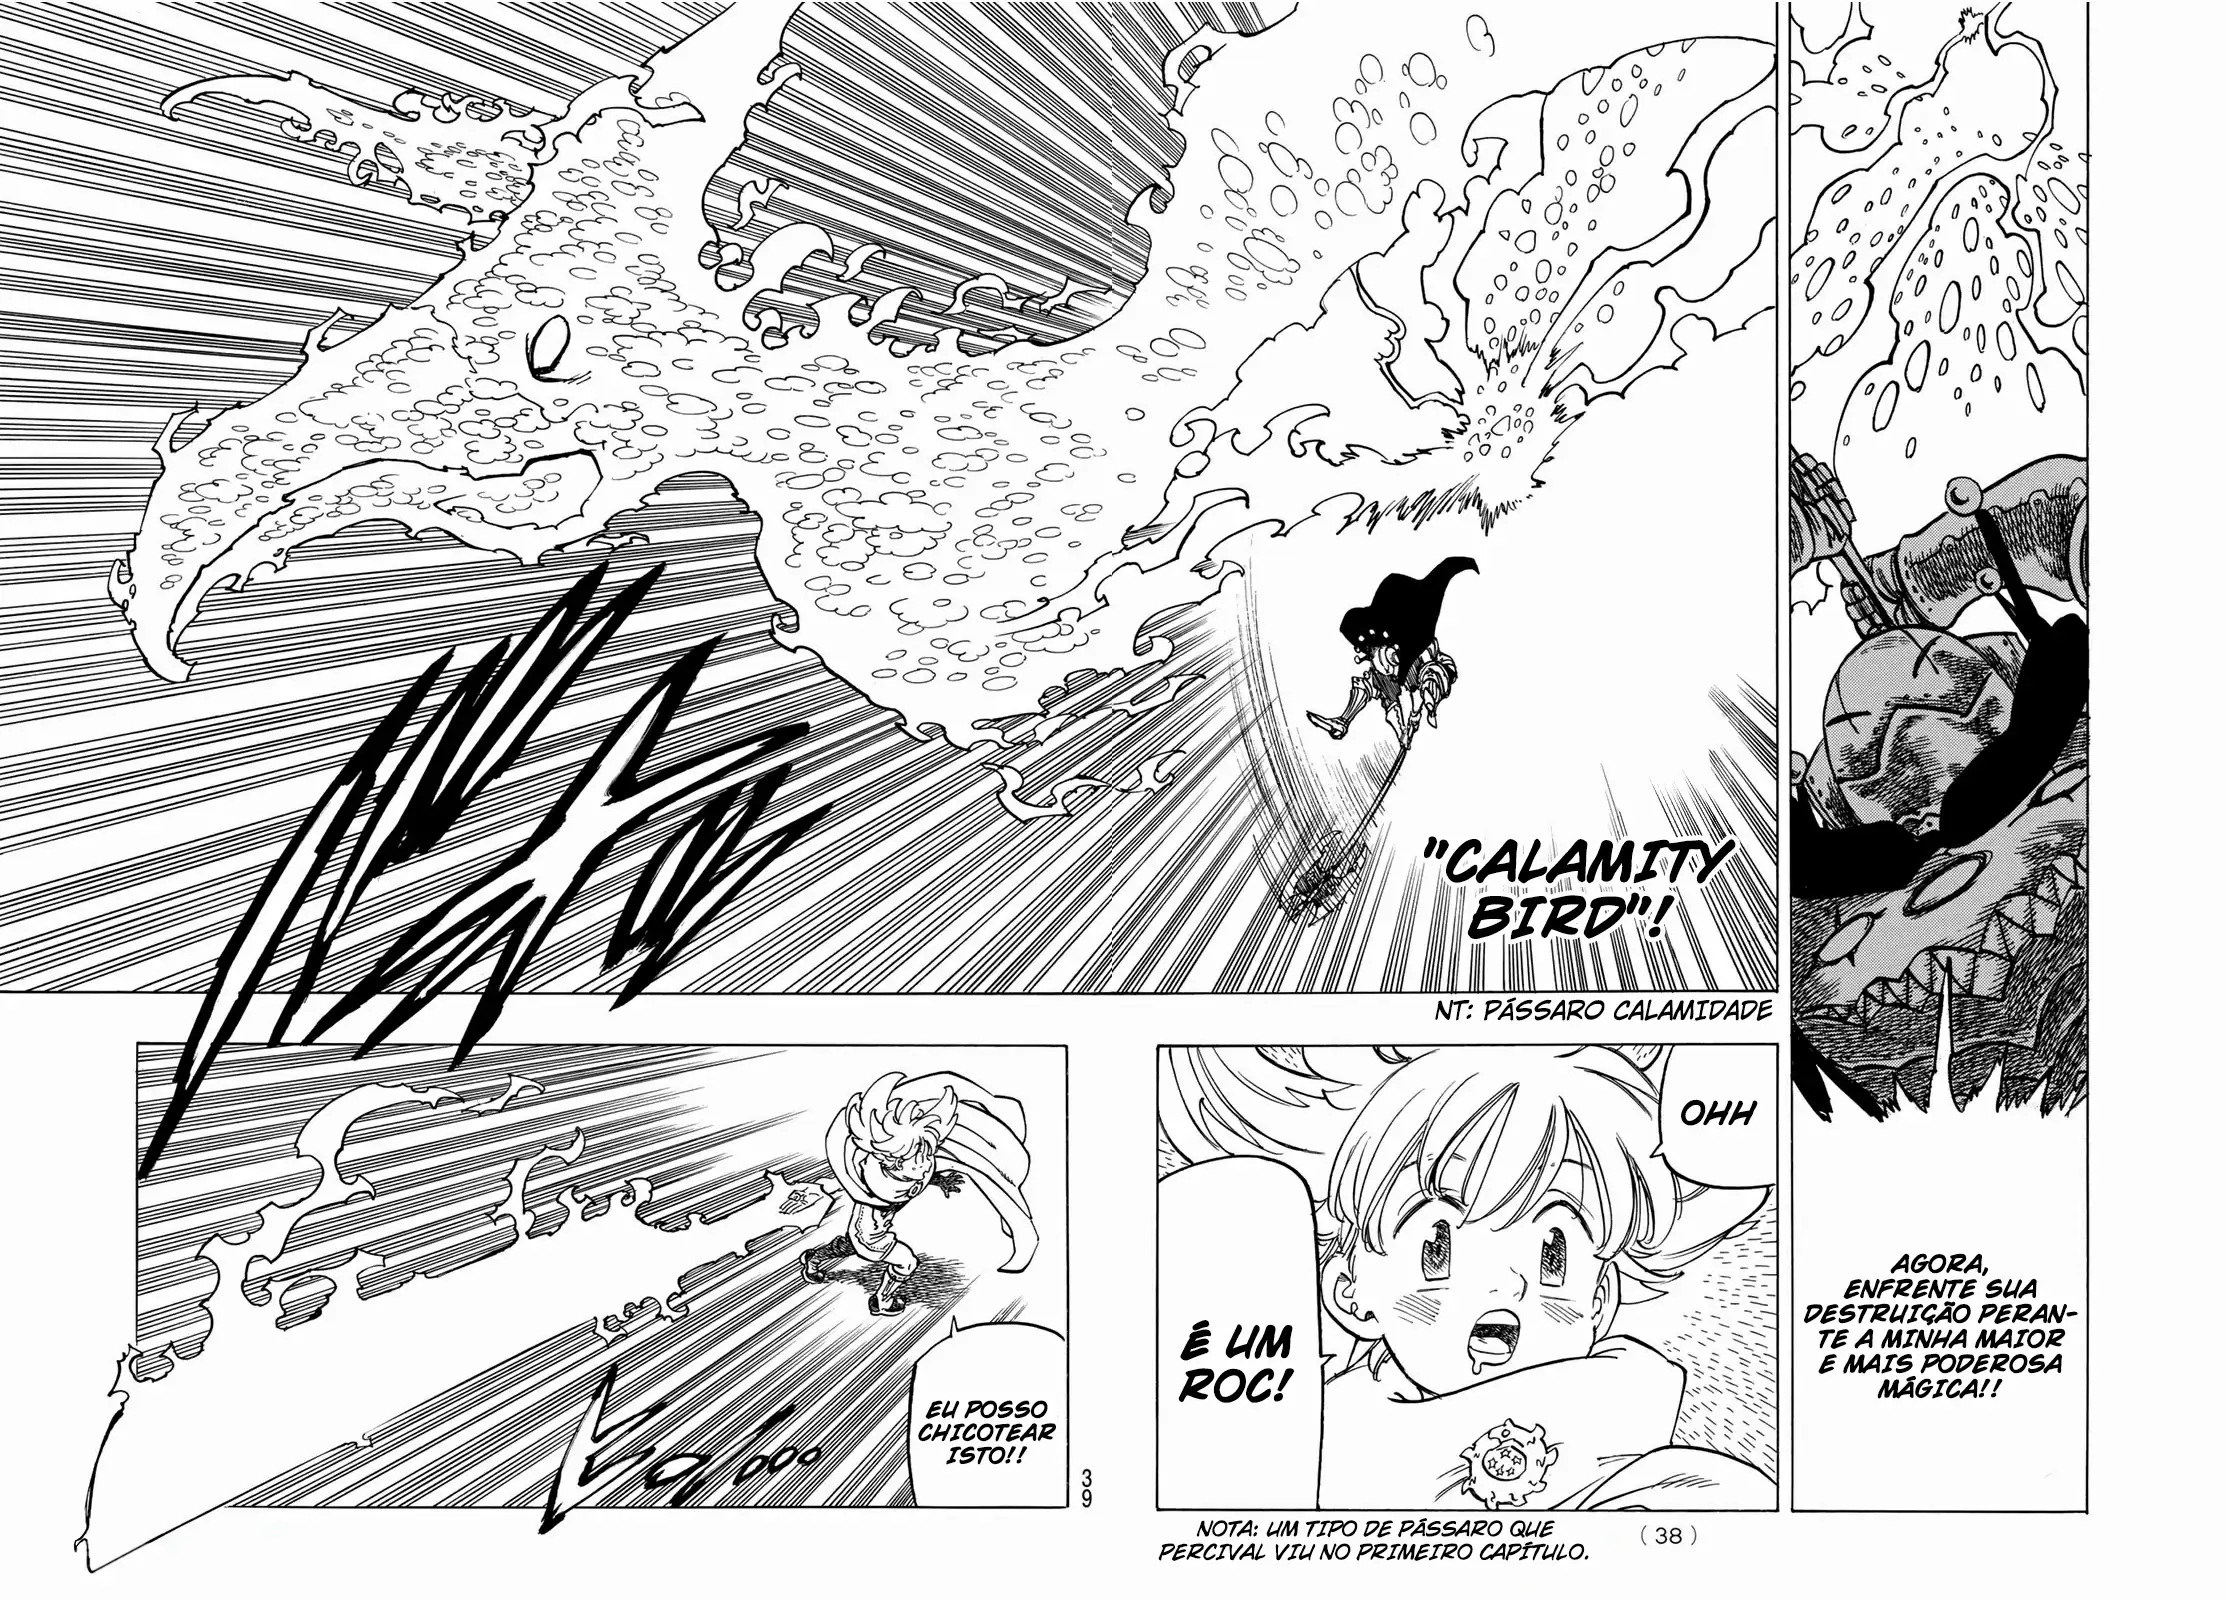 AGORA,
ENFRENTE SUA
DESTRUIÇÃO PERAN-
TE A MINHA MAIOR
E MAIS PODEROSA
MÁGICA!!
"CALAMITY
BIRD"!
NT: PÁSSARO CALAMIDADE
OHH
É UM
ROC!
NOTA: UM TIPO DE PÁSSARO QUE
PERCIVAL VIU NO PRIMEIRO CAPÍTULO.
(38)
EU POSSO
CHICOTEAR
ISTO!!
39